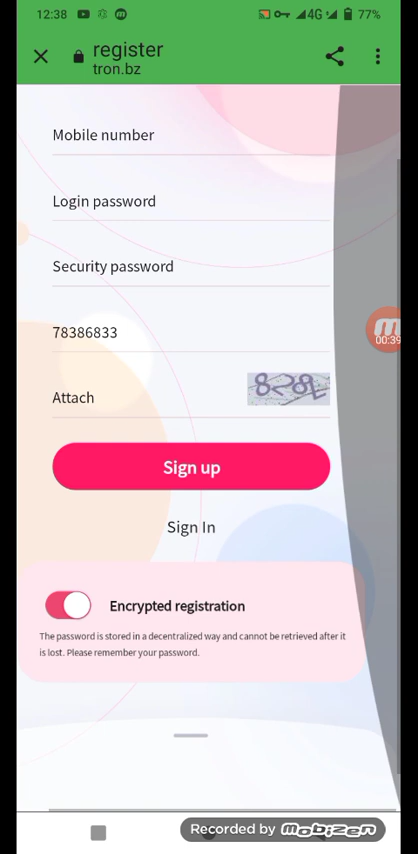 12:38 4G 77%
register
tron.bz
Mobile number
Login password
Security password
78386833
00:39
Attach
Sign up
Sign In
Encrypted registration
The password is stored in a decentralized way and cannot be retrieved after it
is lost. Please remember your password.
Recorded by mobizen